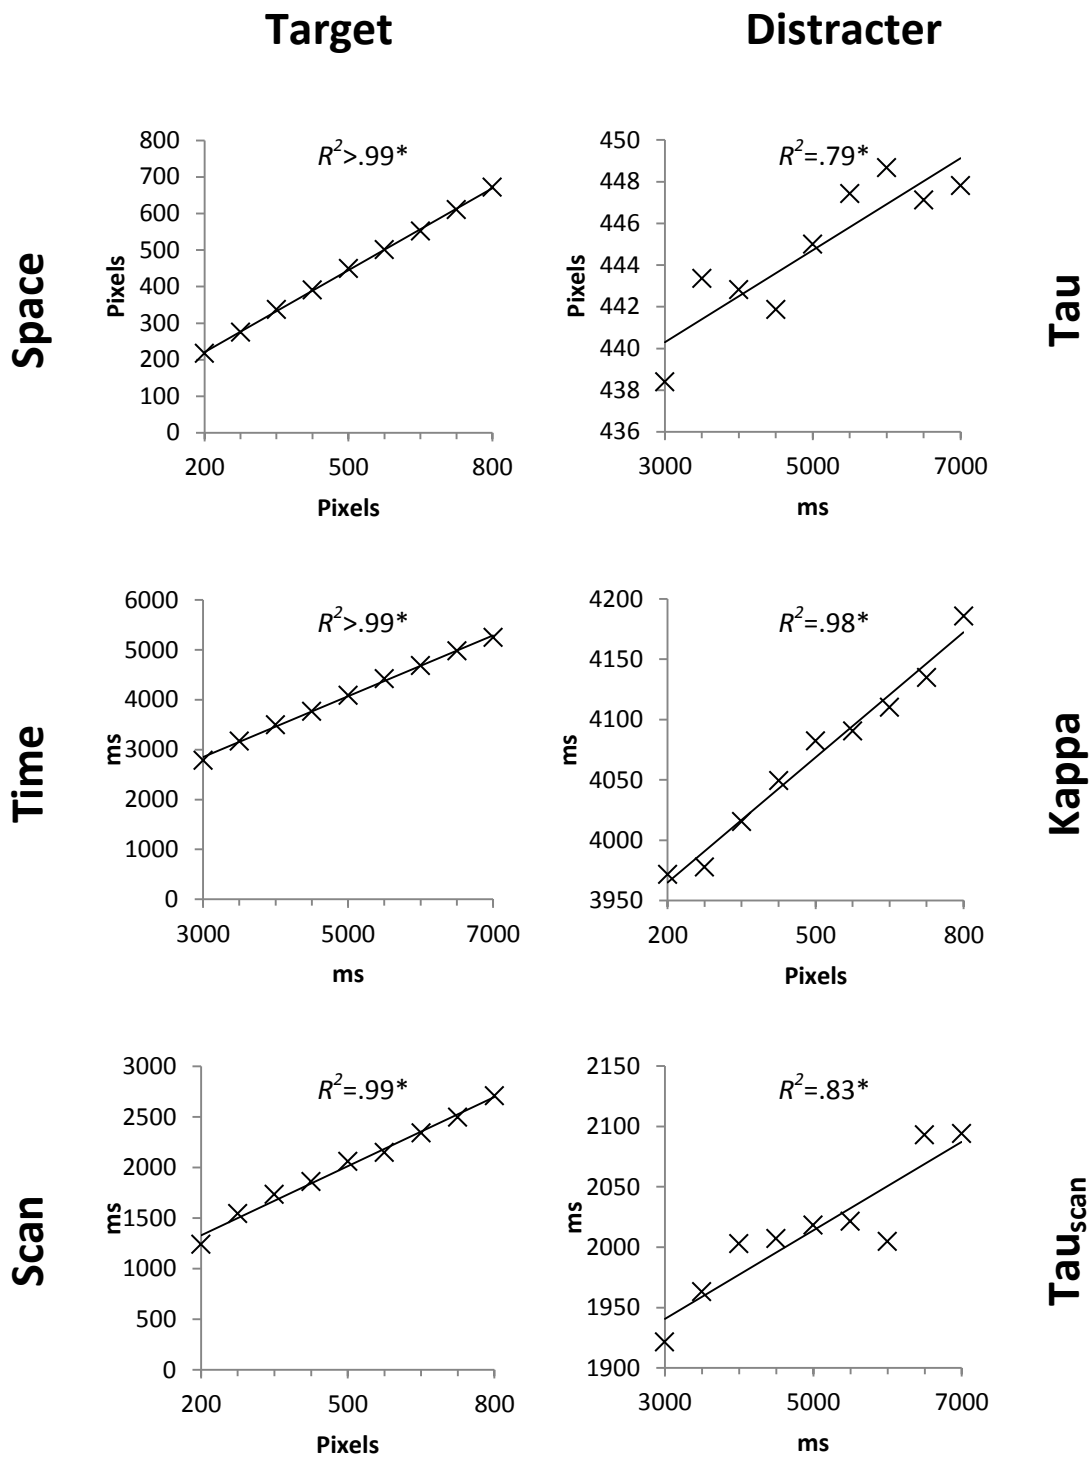 Target Distracter
Space
R²>.99*
800
700
600
500
400
300
200
100
0
Pixels
200 500 800
Pixels
R²=.79*
450
448
446
444
442
440
438
436
Pixels
3000 5000 7000
ms
Tau
Time
R²>.99*
6000
5000
4000
3000
2000
1000
0
ms
3000 5000 7000
ms
R²=.98*
4200
4150
4100
4050
4000
3950
ms
200 500 800
Pixels
Kappa
Scan
R²=.99*
3000
2500
2000
1500
1000
500
0
ms
200 500 800
Pixels
R²=.83*
2150
2100
2050
2000
1950
1900
ms
3000 5000 7000
ms
Tauscan